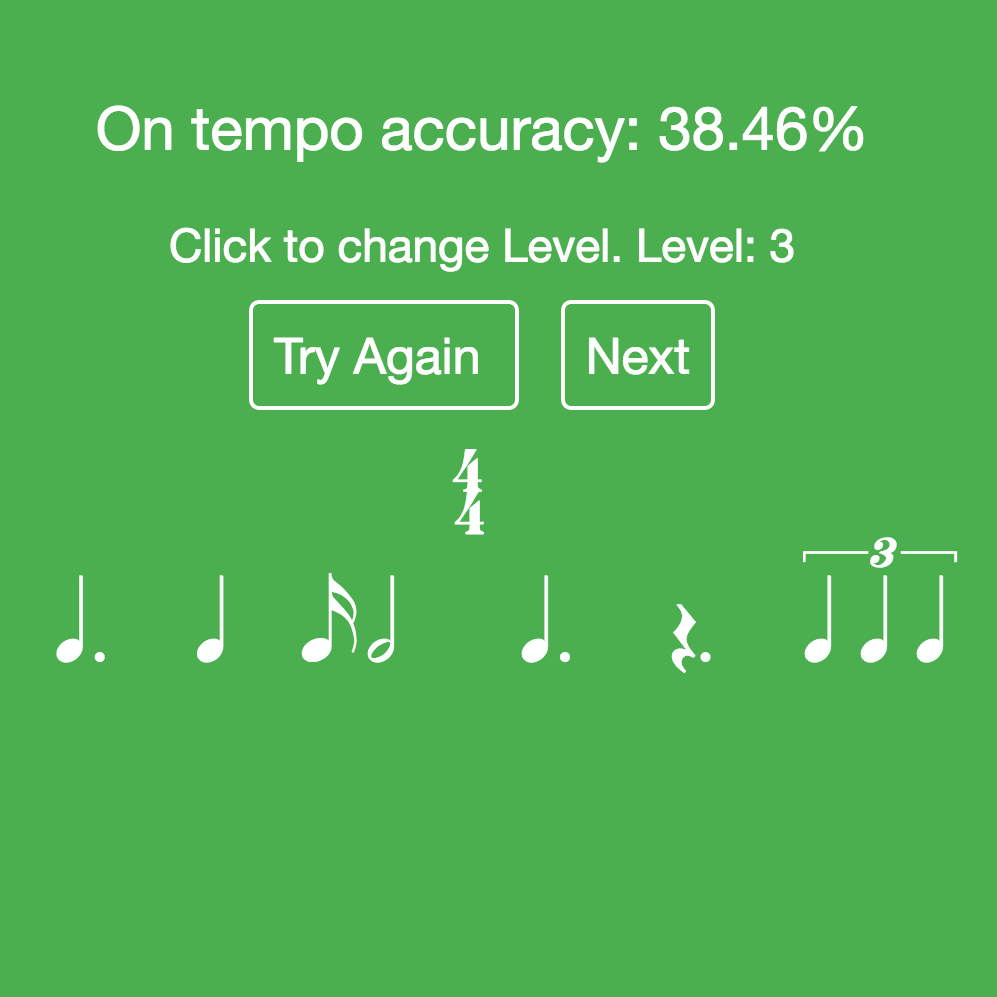 On tempo accuracy: 38.46%
Click to change Level. Level: 3
Try Again Next
4
4
3